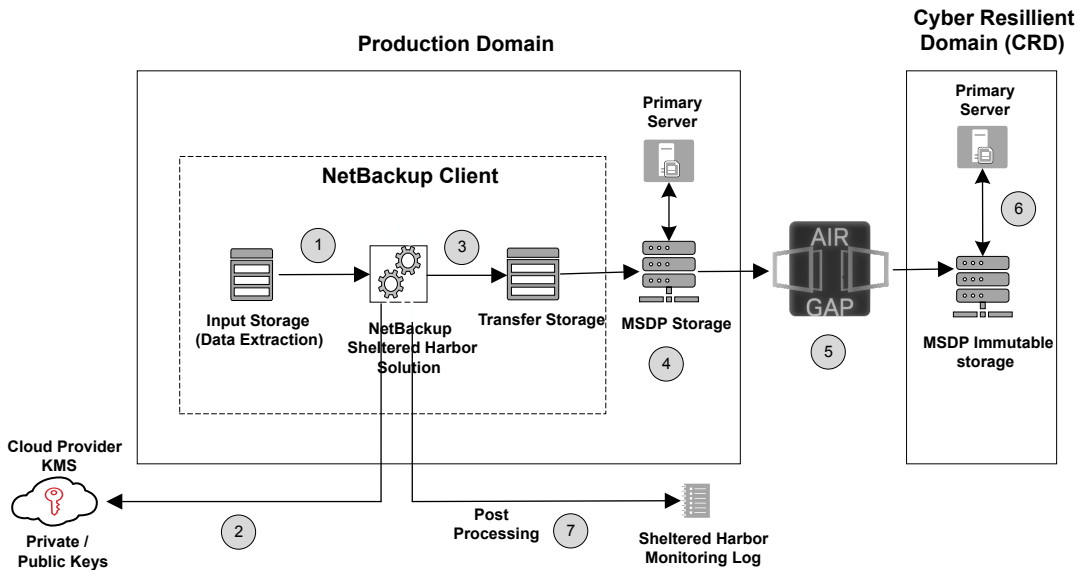 Cyber Resillient
Domain (CRD)
Production Domain
Primary
Server
Primary
Server
NetBackup Client
1
3
6
AIR
GAP
Input Storage
(Data Extraction)
NetBackup
Sheltered Harbor
Solution
Transfer Storage
MSDP Storage
4
5
MSDP Immutable
storage
Cloud Provider
KMS
Private /
Public Keys
2
Post
Processing
7
Sheltered Harbor
Monitoring Log